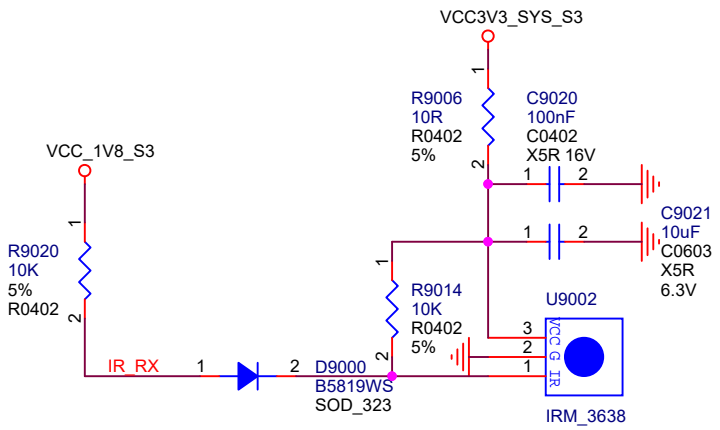 VCC3V3_SYS_S3
1
R9006
10R
R0402
5%
2
C9020
100nF
C0402
X5R 16V
1 2
VCC_1V8_S3
1
R9020
10K
5%
R0402
2
1 2
C9021
10uF
C0603
X5R
6.3V
1
R9014
10K
R0402
5%
2
U9002
3 VCC
2 G
1 IR
IRM_3638
IR_RX
1 2
D9000
B5819WS
SOD_323